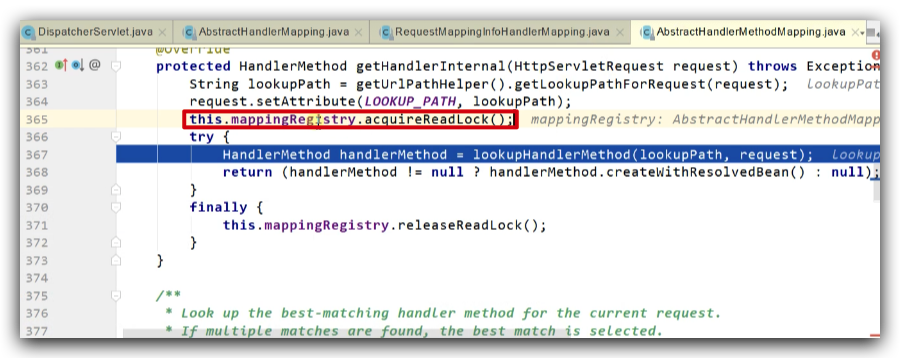 DispatcherServlet.java × AbstractHandlerMapping.java × RequestMappingInfoHandlerMapping.java × AbstractHandlerMethodMapping.java ×
361 @Override
362 @ protected HandlerMethod getHandlerInternal(HttpServletRequest request) throws Exception
363 String lookupPath = getUrlPathHelper().getLookupPathForRequest(request); LookupPat
364 request.setAttribute(LOOKUP_PATH, lookupPath);
365 this.mappingRegistry.acquireReadLock(); mappingRegistry: AbstractHandlerMethodMapp
366 try {
367 HandlerMethod handlerMethod = lookupHandlerMethod(lookupPath, request); Lookup
368 return (handlerMethod != null ? handlerMethod.createWithResolvedBean() : null);
369 }
370 finally {
371 this.mappingRegistry.releaseReadLock();
372 }
373 }
374
375 /**
376 * Look up the best-matching handler method for the current request.
377 * If multiple matches are found, the best match is selected.